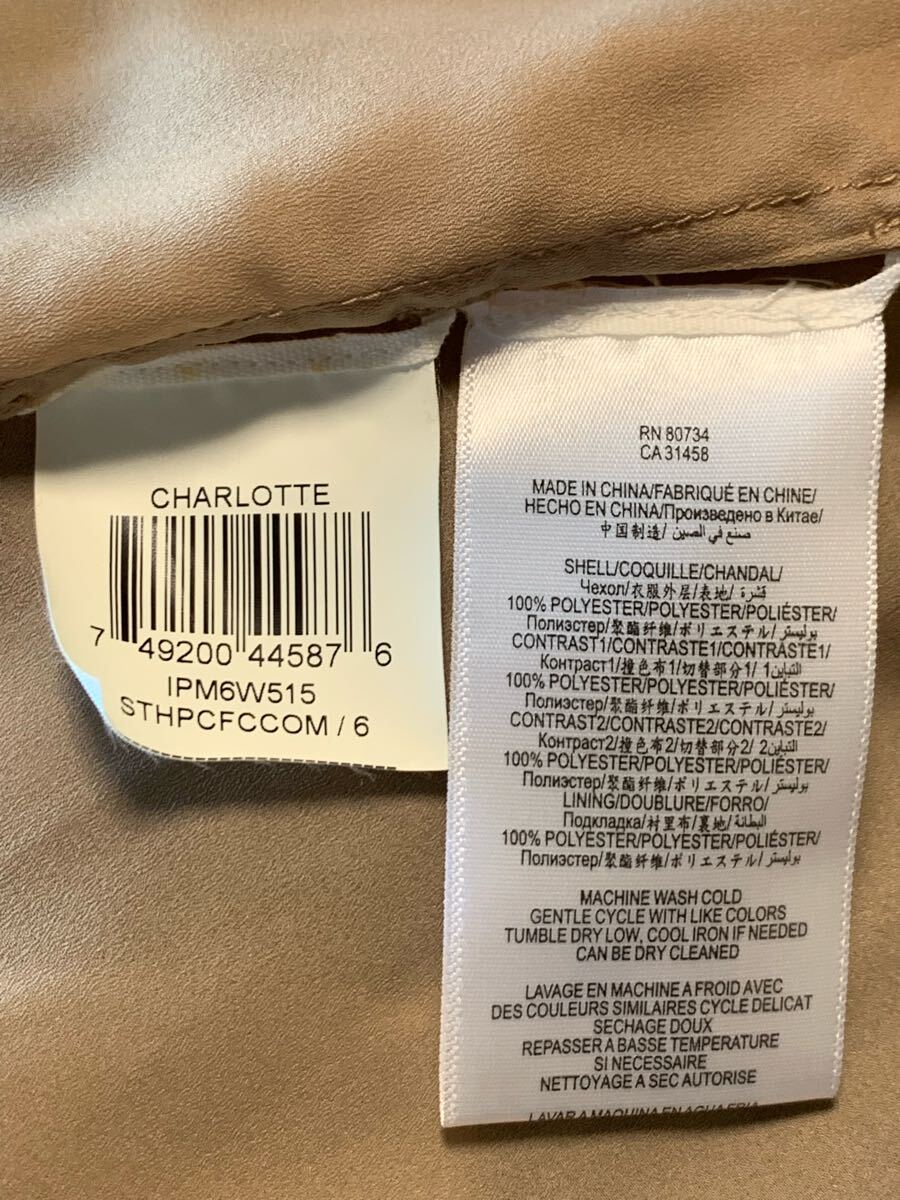 CHARLOTTE
7 49200 44587 6
IPM6W515
STHPCFCCOM / 6
RN 80734
CA 31458
MADE IN CHINA/FABRIQUÉ EN CHINE/
HECHO EN CHINA/Произведено в Китае/
中国制造/ صنع في الصين
SHELL/COQUILLE/CHANDAL/
Чехол/衣服外层/表地/ قشرة
100% POLYESTER/POLYESTER/POLIÉSTER/
Полиэстер/聚酯纤维/ポリエステル/ بوليستر
CONTRAST1/CONTRASTE1/CONTRASTE1/
Контраст1/撞色布1/切替部分1/ التباين1
100% POLYESTER/POLYESTER/POLIÉSTER/
Полиэстер/聚酯纤维/ポリエステル/ بوليستر
CONTRAST2/CONTRASTE2/CONTRASTE2/
Контраст2/撞色布2/切替部分2/ التباين2
100% POLYESTER/POLYESTER/POLIÉSTER/
Полиэстер/聚酯纤维/ポリエステル/ بوليستر
LINING/DOUBLURE/FORRO/
Подкладка/衬里布/裏地/ البطانة
100% POLYESTER/POLYESTER/POLIÉSTER/
Полиэстер/聚酯纤维/ポリエステル/ بوليستر
MACHINE WASH COLD
GENTLE CYCLE WITH LIKE COLORS
TUMBLE DRY LOW, COOL IRON IF NEEDED
CAN BE DRY CLEANED
LAVAGE EN MACHINE A FROID AVEC
DES COULEURS SIMILAIRES CYCLE DELICAT
SECHAGE DOUX
REPASSER A BASSE TEMPERATURE
SI NECESSAIRE
NETTOYAGE A SEC AUTORISE
LAVAR A MAQUINA EN AGUA FRIA